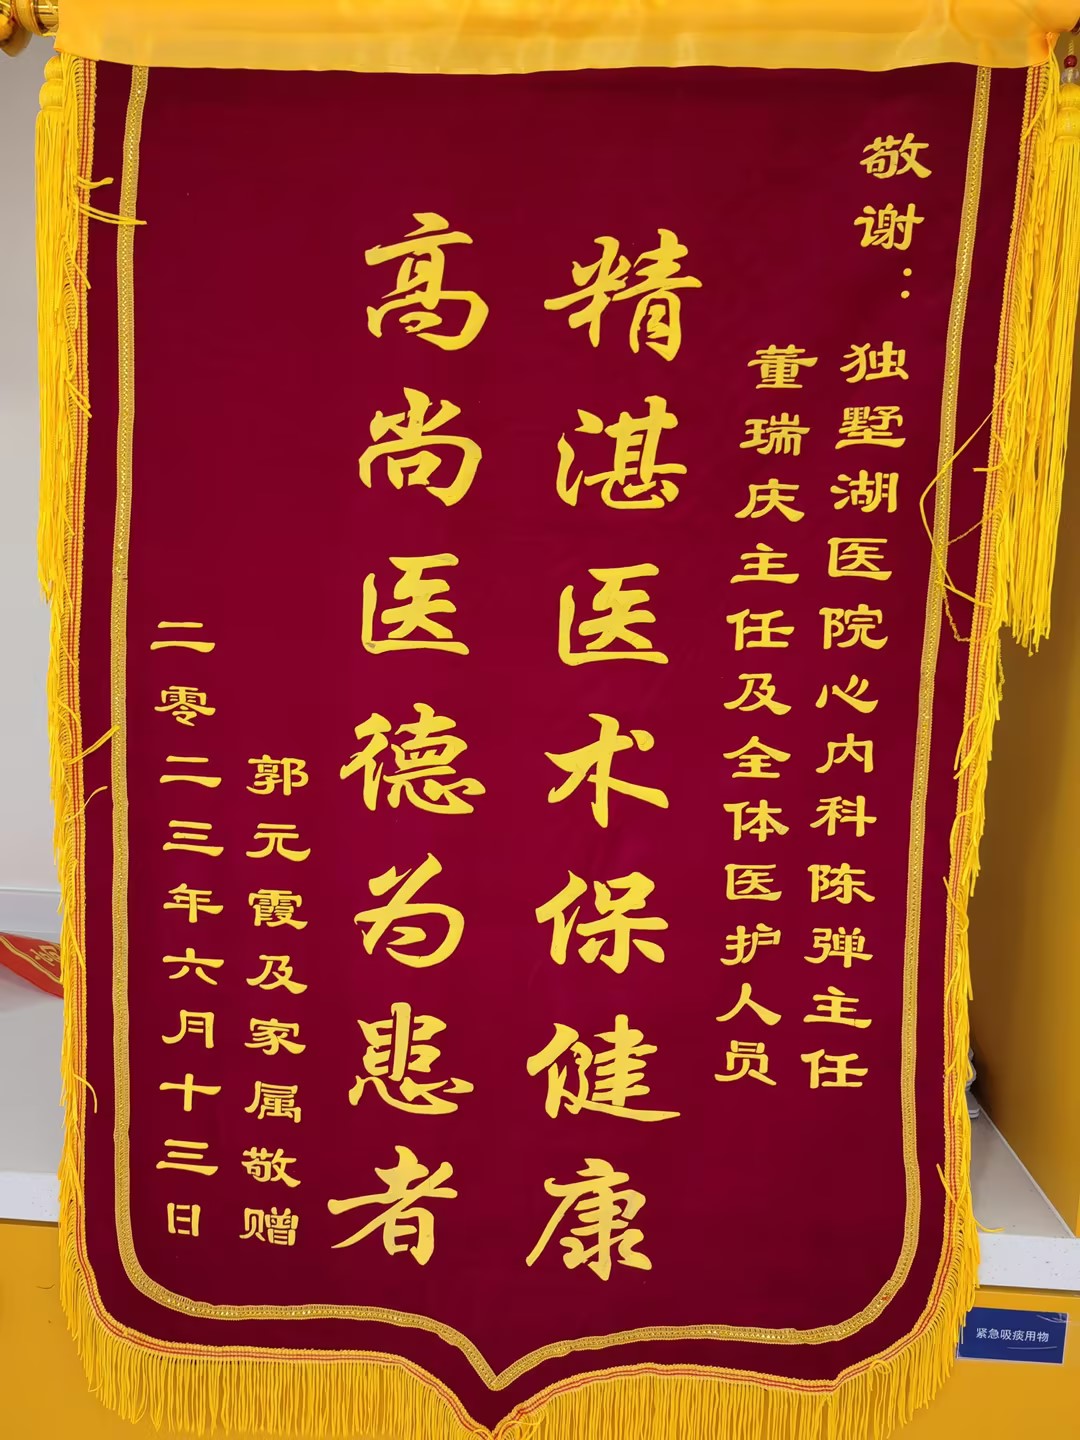 敬谢：
独墅湖医院心内科陈弹主任
董瑞庆主任及全体医护人员
精湛医术保健康
高尚医德为患者
郭元霞及家属敬赠
二零二三年六月十三日
紧急吸痰用物